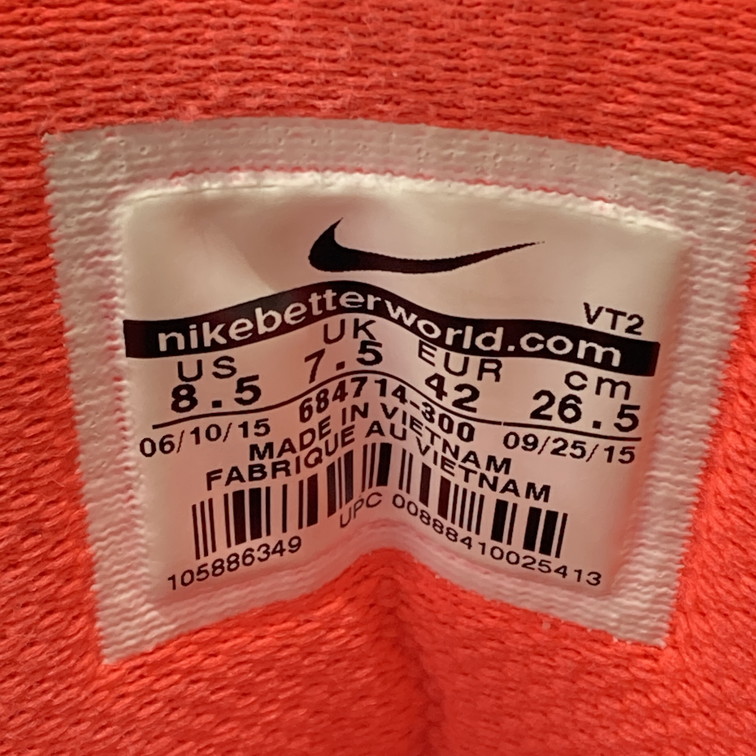 VT2
nikebetterworld.com
US UK EUR cm
8.5 7.5 42 26.5
06/10/15 684714-300 09/25/15
MADE IN VIETNAM
FABRIQUE AU VIETNAM
105886349 UPC 00888410025413